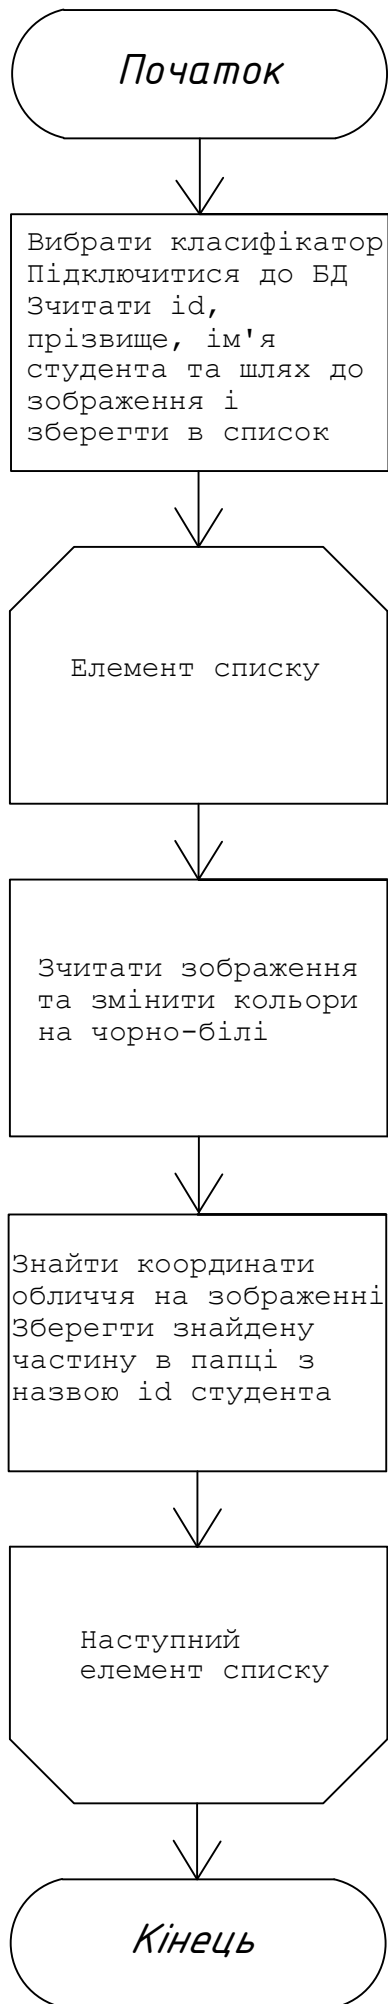 Початок
Вибрати класифікатор
Підключитися до БД
Зчитати id,
прізвище, ім'я
студента та шлях до
зображення і
зберегти в список
Елемент списку
Зчитати зображення
та змінити кольори
на чорно-білі
Знайти координати
обличчя на зображенні
Зберегти знайдену
частину в папці з
назвою id студента
Наступний
елемент списку
Кінець